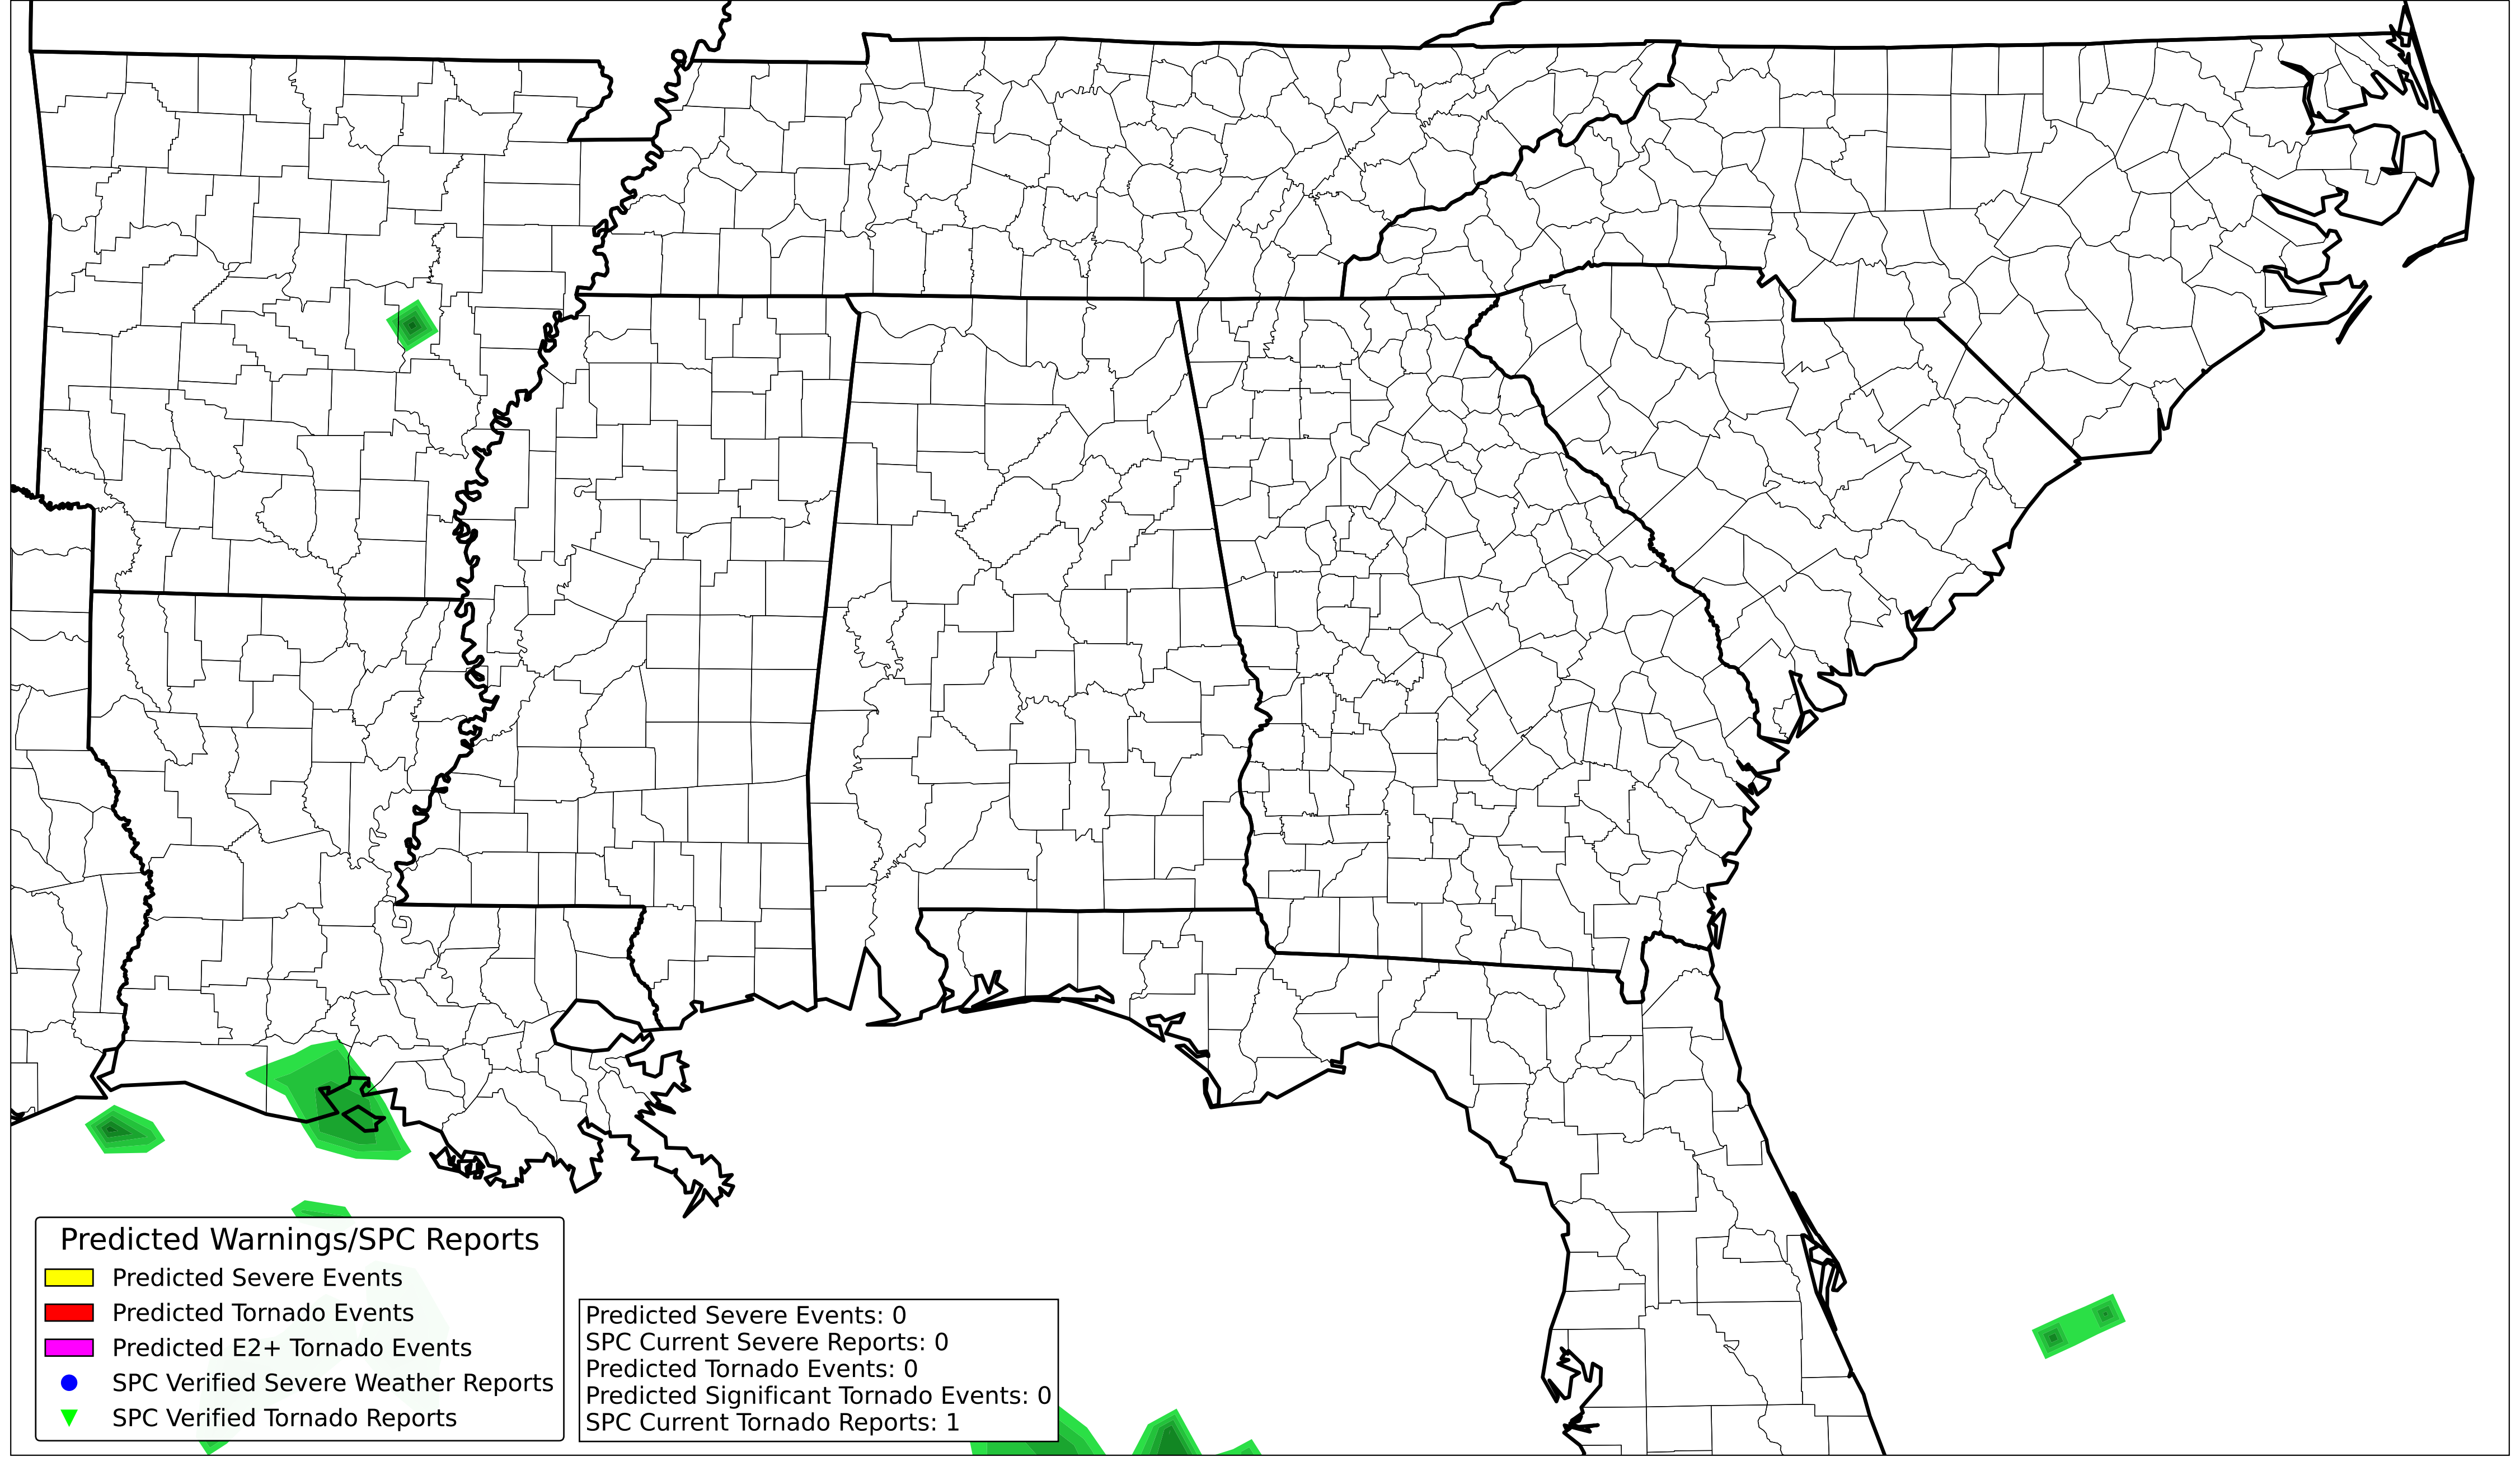 Predicted Warnings/SPC Reports
Predicted Severe Events
Predicted Tornado Events
Predicted E2+ Tornado Events
SPC Verified Severe Weather Reports
SPC Verified Tornado Reports
Predicted Severe Events: 0
SPC Current Severe Reports: 0
Predicted Tornado Events: 0
Predicted Significant Tornado Events: 0
SPC Current Tornado Reports: 1